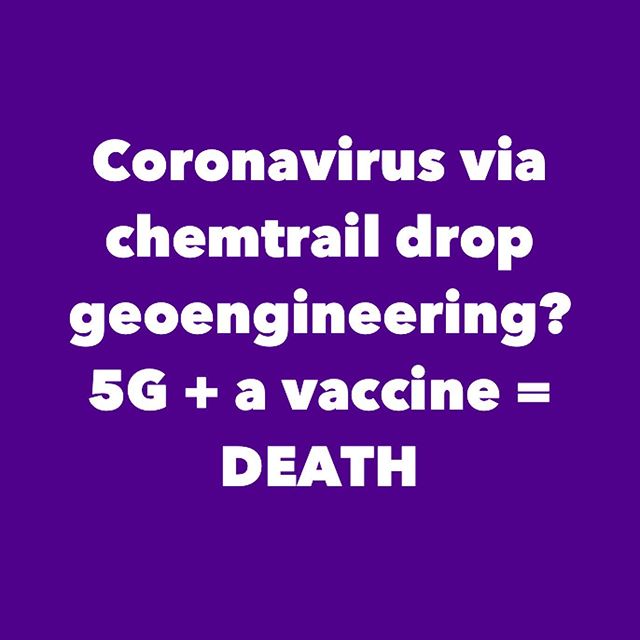 Coronavirus via
chemtrail drop
geoengineering?
5G + a vaccine =
DEATH